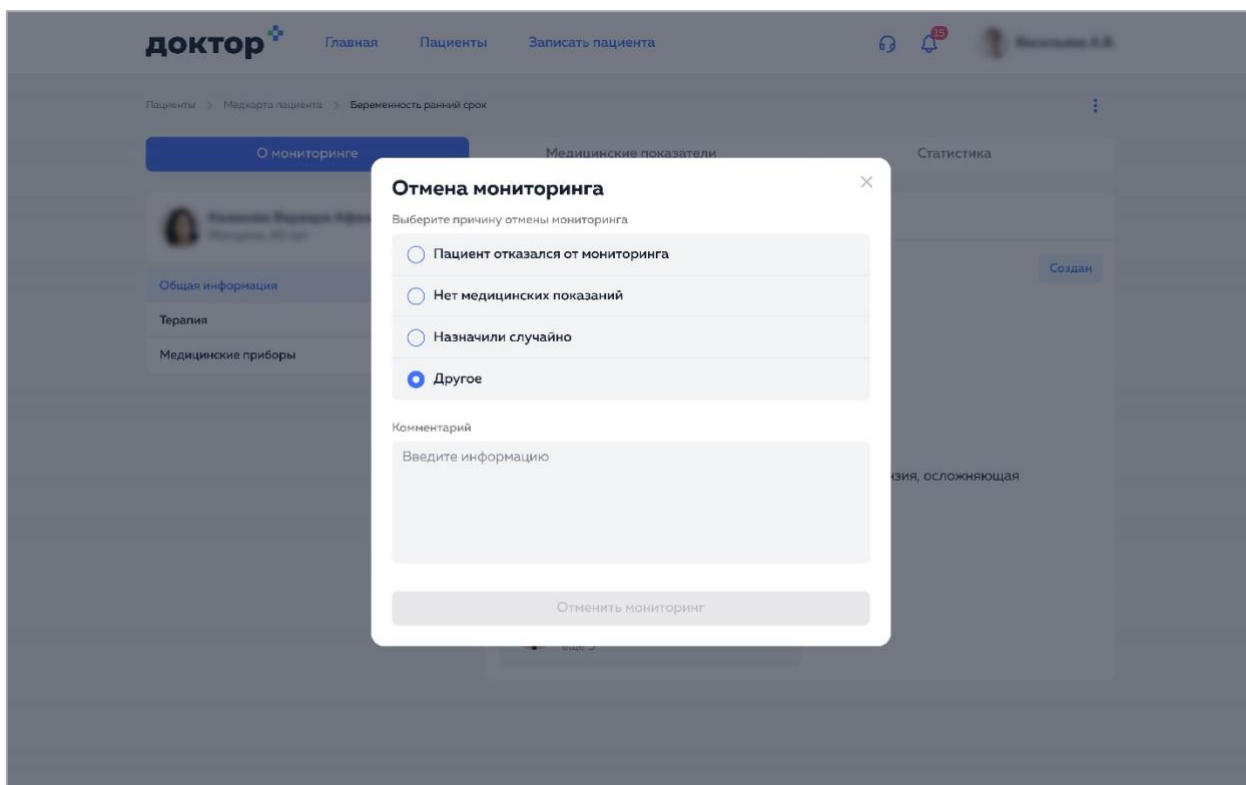 доктор
Главная Пациенты Записать пациента 15
Пациенты > Медкарта пациента > Беременность ранний срок
О мониторинге Медицинские показатели Статистика
Отмена мониторинга
Выберите причину отмены мониторинга
Пациент отказался от мониторинга
Создан
Общая информация
Нет медицинских показаний
Терапия
Назначили случайно
Медицинские приборы
Другое
Комментарий
Введите информацию
осложняющая
Отменить мониторинг